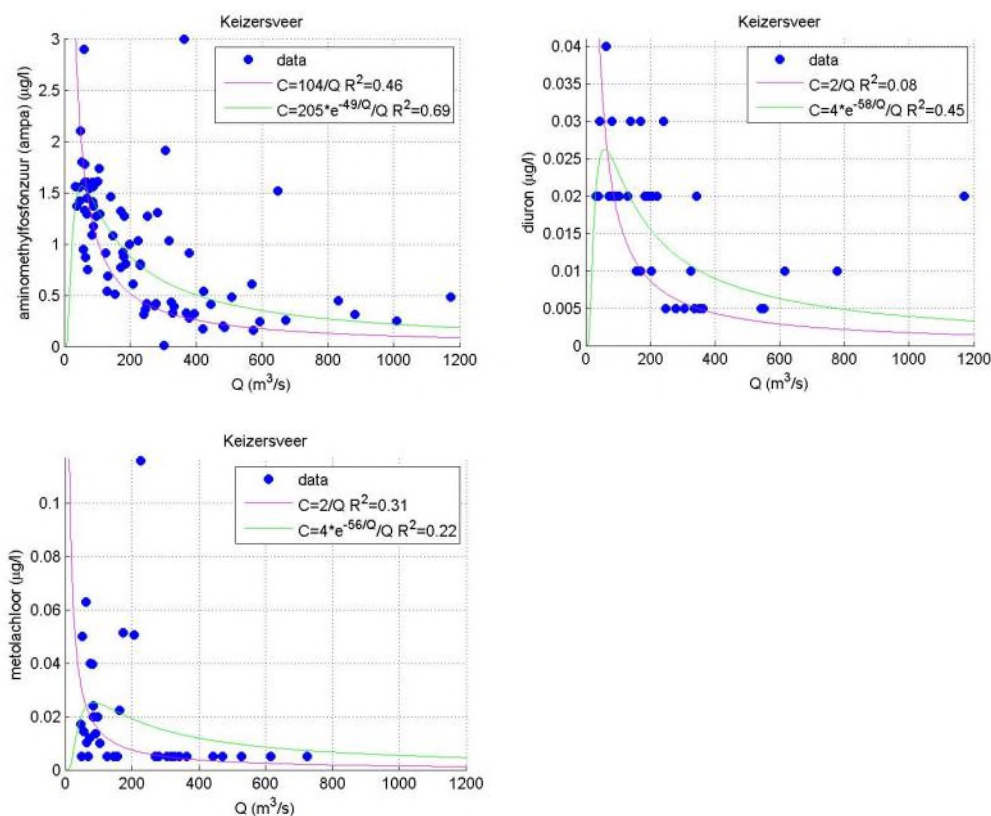 Keizersveer
3
2.5
2
1.5
1
0.5
0
aminomethylfosfonzuur (ampa) (µg/l)
data
C=104/Q R²=0.46
C=205*e^-49/Q/Q R²=0.69
0 200 400 600 800 1000 1200
Q (m³/s)
Keizersveer
0.04
0.035
0.03
0.025
0.02
0.015
0.01
0.005
0
diuron (µg/l)
data
C=2/Q R²=0.08
C=4*e^-58/Q/Q R²=0.45
0 200 400 600 800 1000 1200
Q (m³/s)
Keizersveer
0.1
0.08
0.06
0.04
0.02
0
metolachloor (µg/l)
data
C=2/Q R²=0.31
C=4*e^-56/Q/Q R²=0.22
0 200 400 600 800 1000 1200
Q (m³/s)